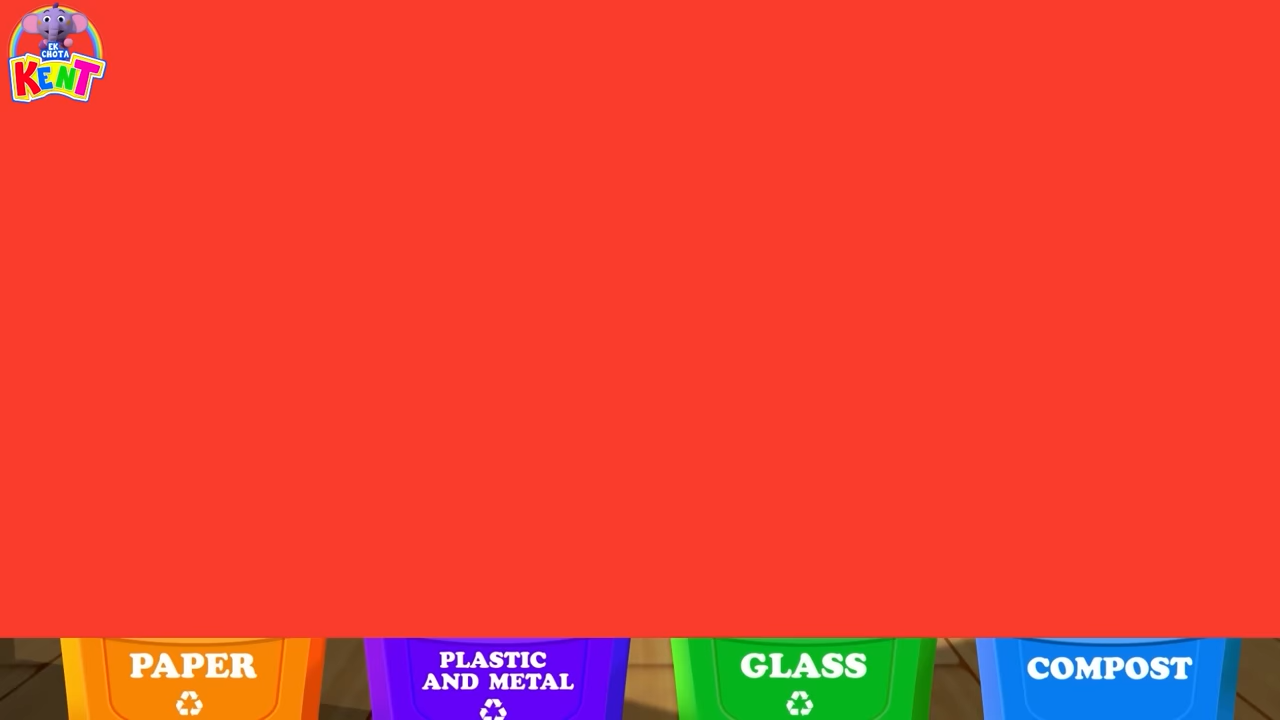 EK
CHOTA
KENT
PAPER
PLASTIC
AND METAL
GLASS
COMPOST